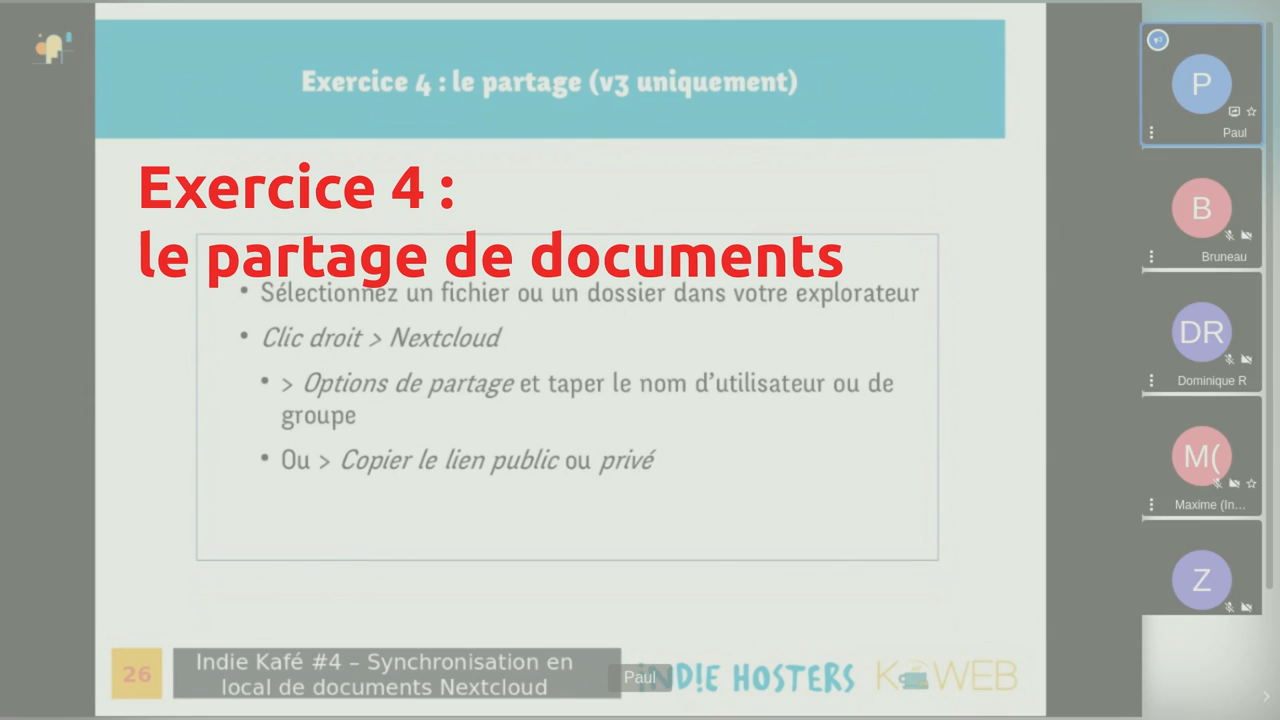 Exercice 4 : le partage (v3 uniquement)
Exercice 4 :
le partage de documents
• Sélectionnez un fichier ou un dossier dans votre explorateur
• Clic droit > Nextcloud
• > Options de partage et taper le nom d'utilisateur ou de
groupe
• Ou > Copier le lien public ou privé
26
Indie Kafé #4 – Synchronisation en
local de documents Nextcloud
Paul
INDIE HOSTERS
K WEB
P
Paul
B
Bruneau
DR
Dominique R
M(
Maxime (In...
Z